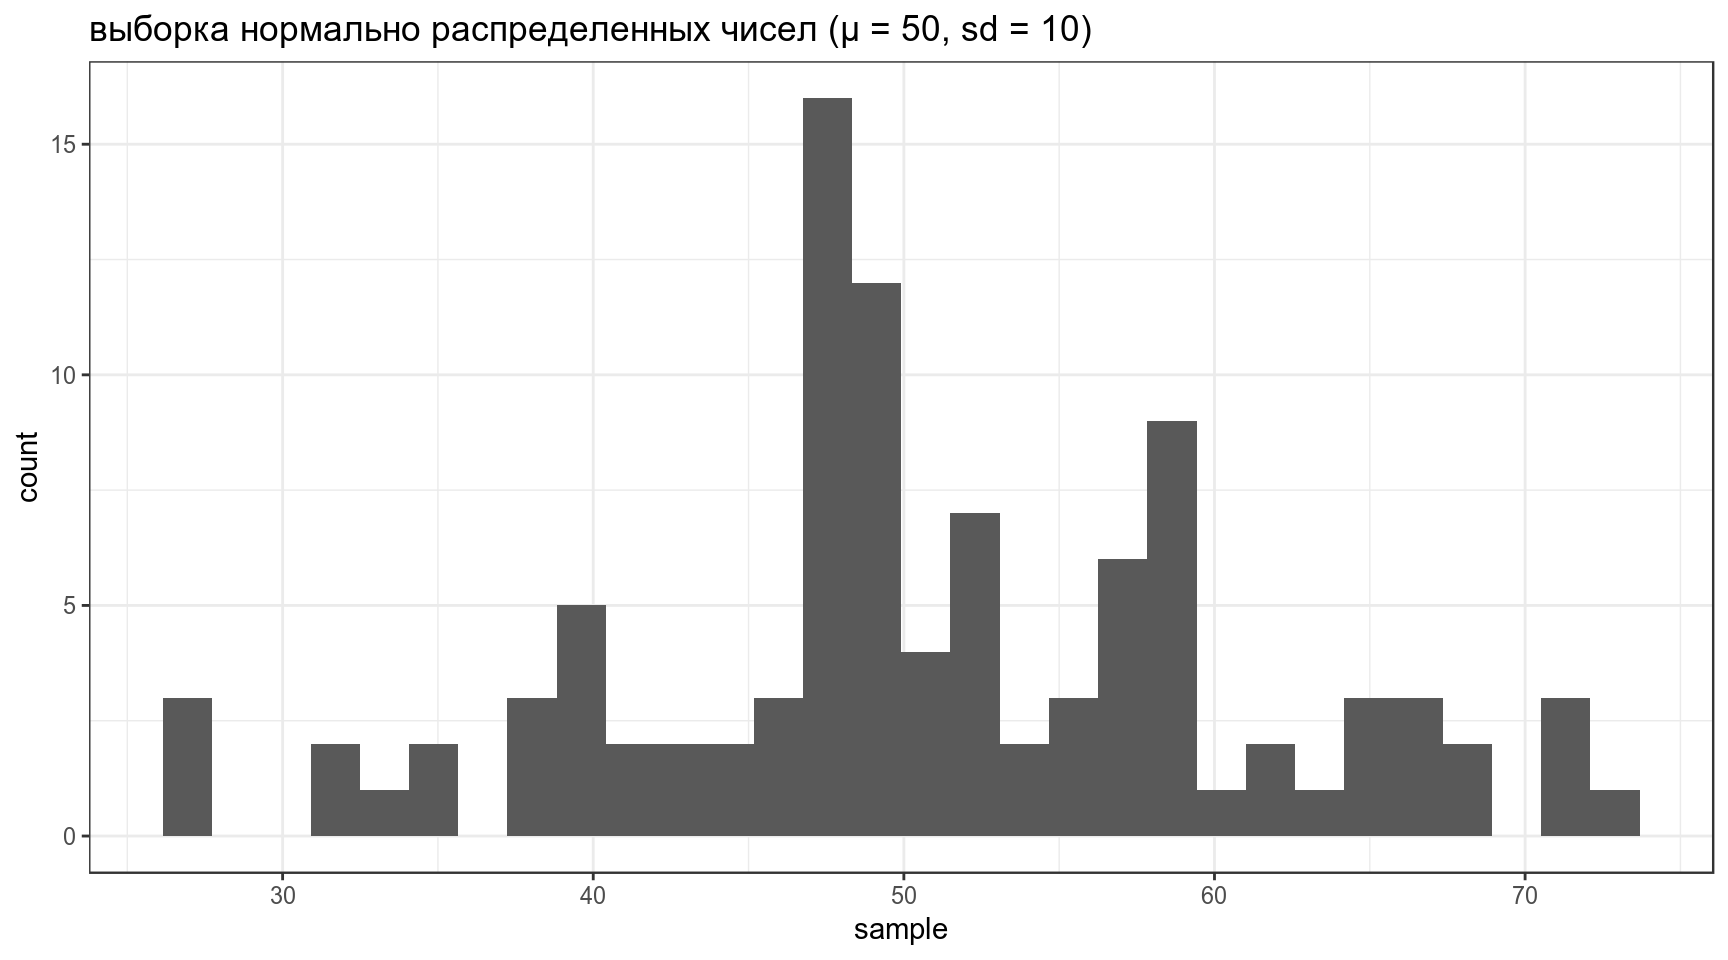 выборка нормально распределенных чисел (μ = 50, sd = 10)
15
10
5
0
count
30 40 50 60 70
sample